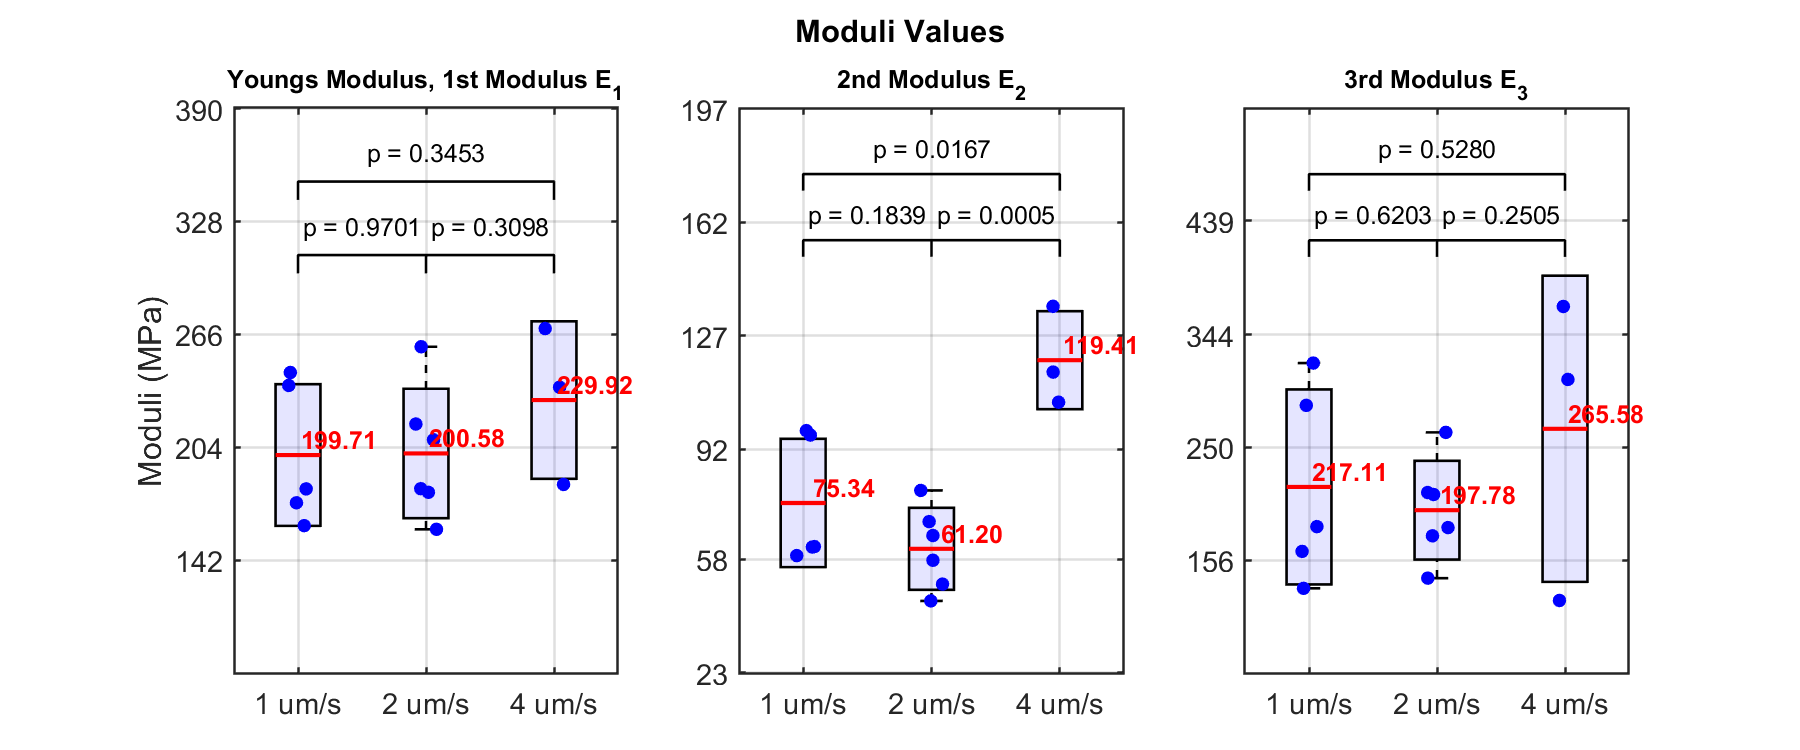 Moduli Values
Youngs Modulus, 1st Modulus E1
2nd Modulus E2
3rd Modulus E3
Moduli (MPa)
390
328
266
204
142
p = 0.3453
p = 0.9701
p = 0.3098
199.71
200.58
229.92
1 um/s
2 um/s
4 um/s
197
162
127
92
58
23
p = 0.0167
p = 0.1839
p = 0.0005
75.34
61.20
119.41
1 um/s
2 um/s
4 um/s
439
344
250
156
p = 0.5280
p = 0.6203
p = 0.2505
217.11
197.78
265.58
1 um/s
2 um/s
4 um/s